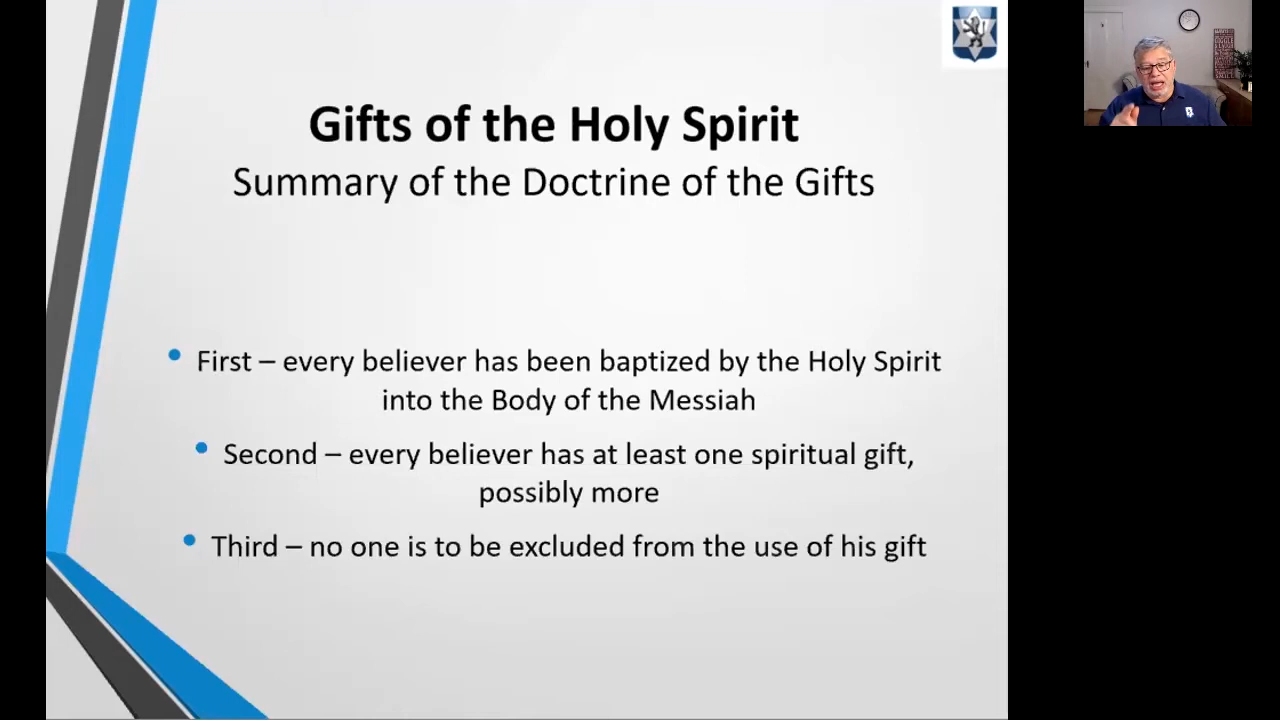 Gifts of the Holy Spirit
Summary of the Doctrine of the Gifts
• First – every believer has been baptized by the Holy Spirit
into the Body of the Messiah
• Second – every believer has at least one spiritual gift,
possibly more
• Third – no one is to be excluded from the use of his gift